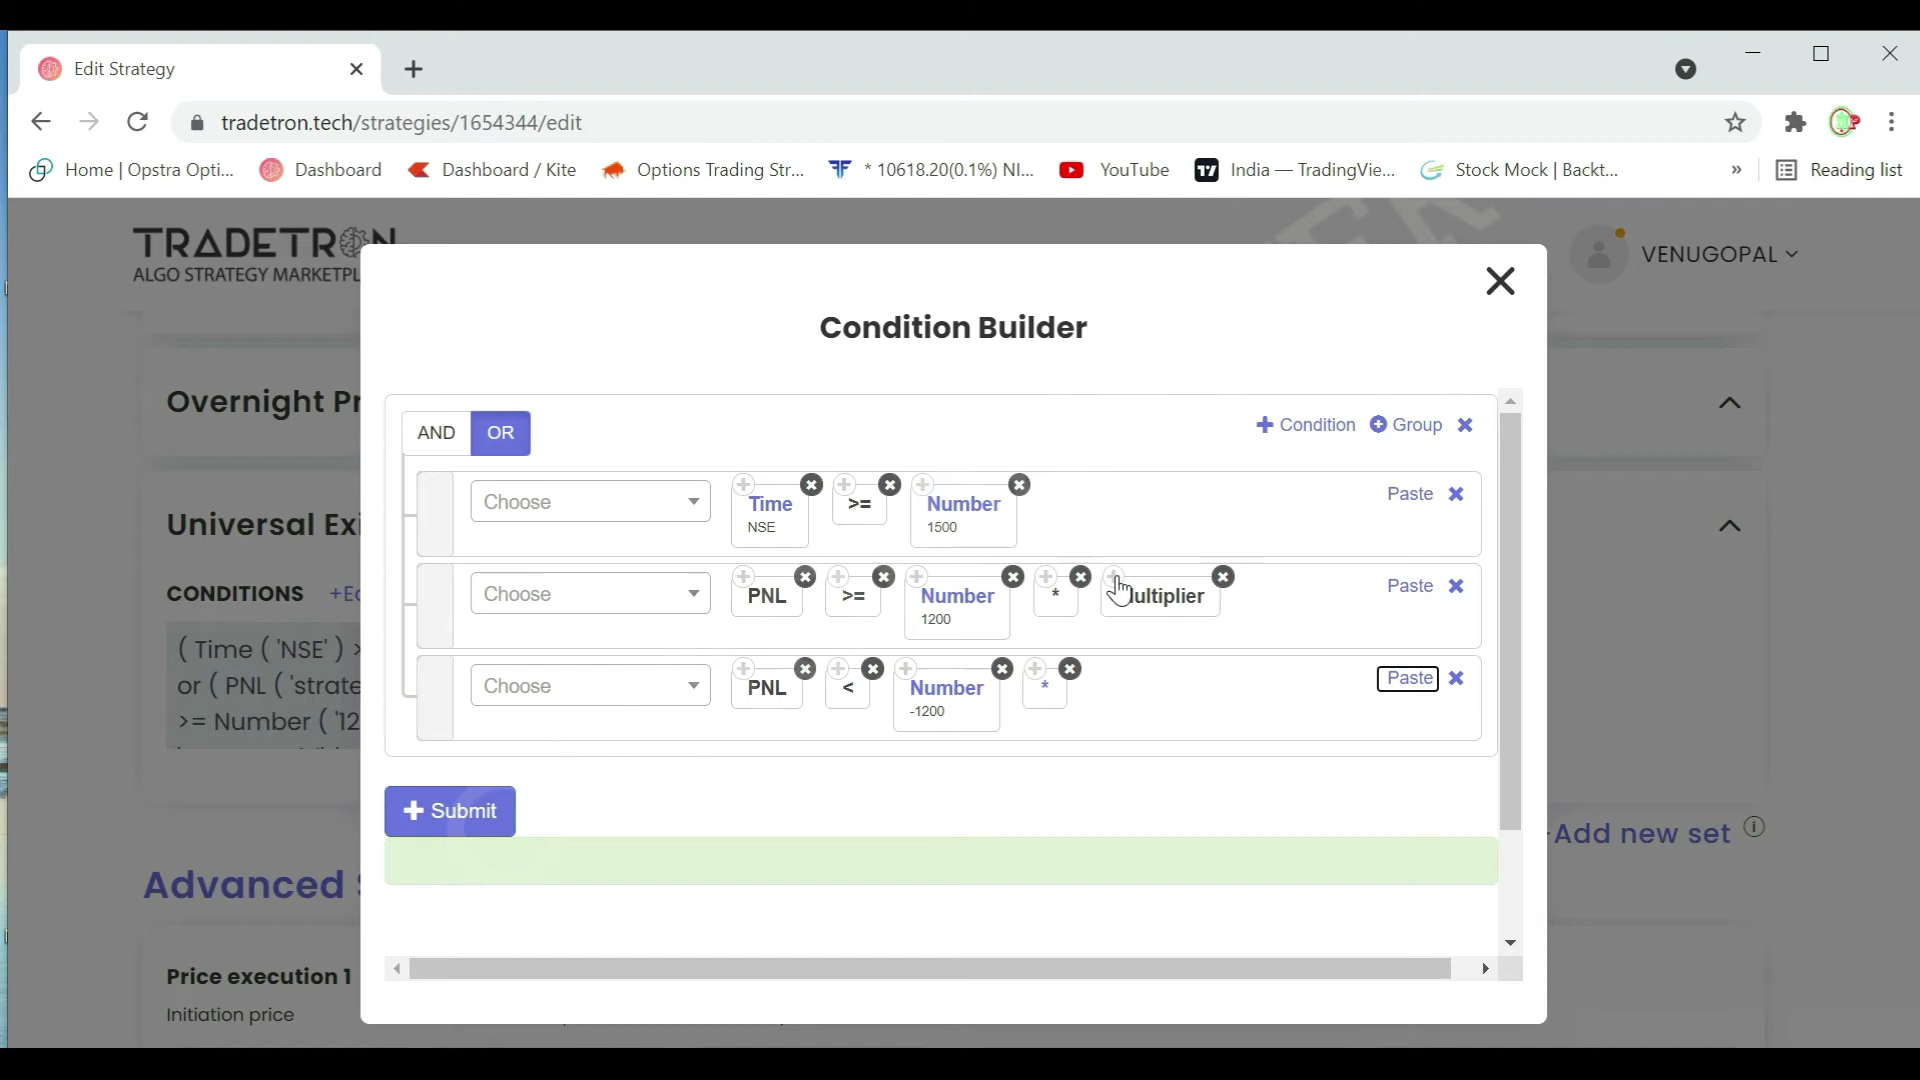 Edit Strategy
tradetron.tech/strategies/1654344/edit
Home | Opstra Opti... Dashboard Dashboard / Kite Options Trading Str... * 10618.20(0.1%) NI... YouTube India — TradingVie... Stock Mock | Backt... » Reading list
TRADETRON
ALGO STRATEGY MARKETPL
VENUGOPAL
Condition Builder
Overnight Pr
AND OR
Condition Group
Choose Time >= Number Paste
NSE 1500
Universal Exi
CONDITIONS
Choose PNL >= Number * ultiplier Paste
1200
( Time ( 'NSE' ) >
or ( PNL ( 'strate
>= Number ( '12
Choose PNL < Number * Paste
-1200
+ Submit
Add new set
Advanced
Price execution 1
Initiation price